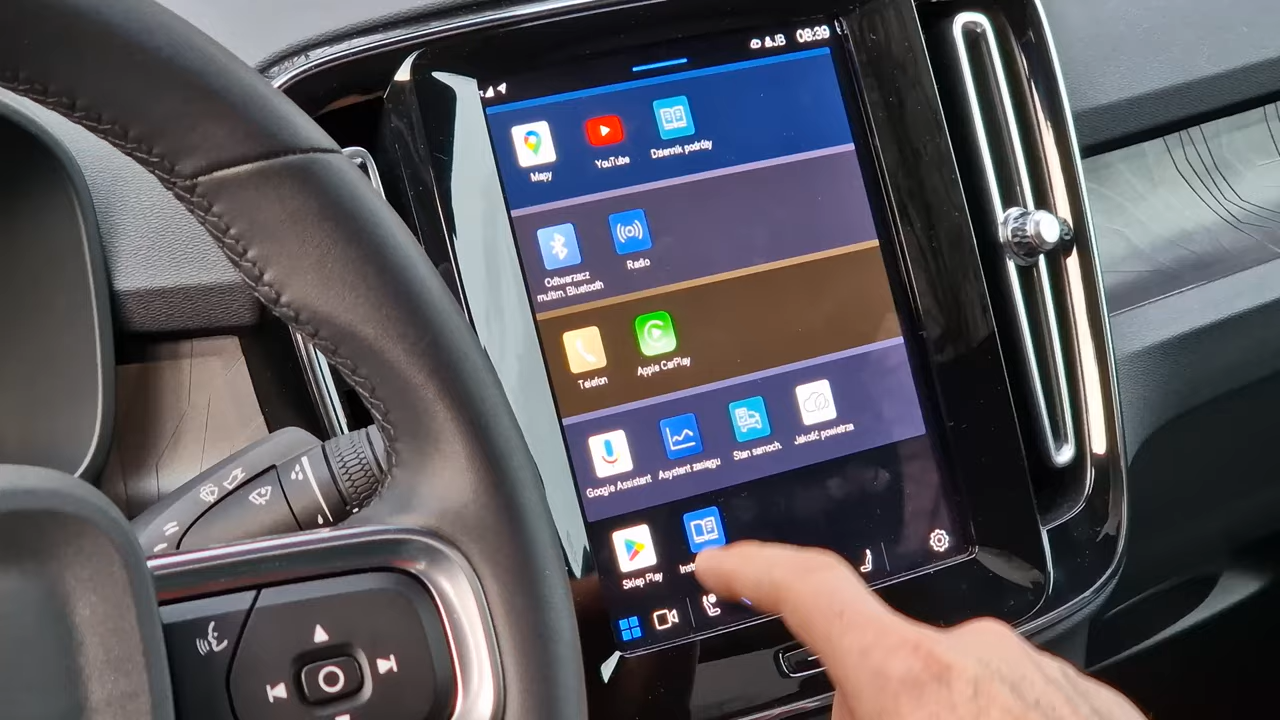 JB 08:39
Mapy
YouTube
Dziennik podróży
Odtwarzacz
multim. Bluetooth
Radio
Telefon
Apple CarPlay
Google Assistant
Asystent zasięgu
Stan samoch.
Jakość powietrza
Sklep Play